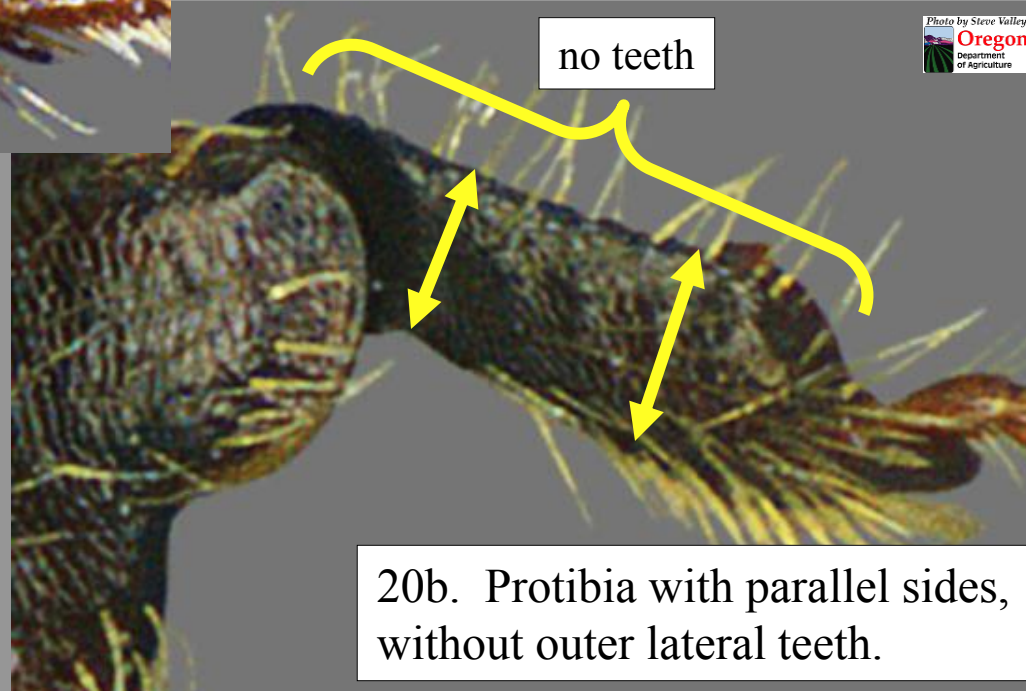 no teeth
Photo by Steve Valley
Oregon
Department
of Agriculture
20b.  Protibia with parallel sides,
without outer lateral teeth.